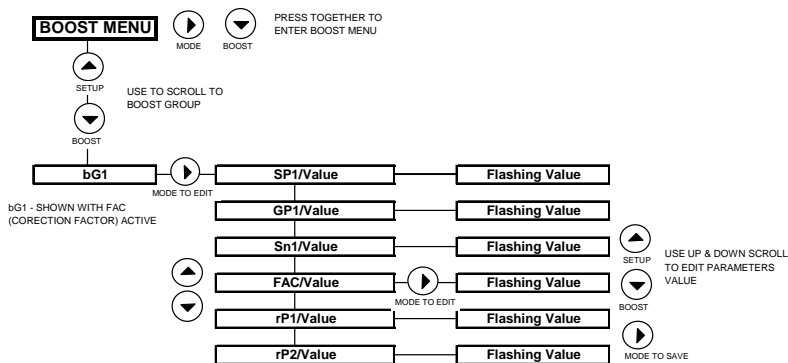 BOOST MENU
MODE
BOOST
PRESS TOGETHER TO
ENTER BOOST MENU
SETUP
USE TO SCROLL TO
BOOST GROUP
BOOST
bG1
MODE TO EDIT
SP1/Value
Flashing Value
bG1 - SHOWN WITH FAC
(CORECTION FACTOR) ACTIVE
GP1/Value
Flashing Value
Sn1/Value
Flashing Value
SETUP
USE UP & DOWN SCROLL
TO EDIT PARAMETERS
VALUE
FAC/Value
MODE TO EDIT
Flashing Value
BOOST
rP1/Value
Flashing Value
rP2/Value
Flashing Value
MODE TO SAVE